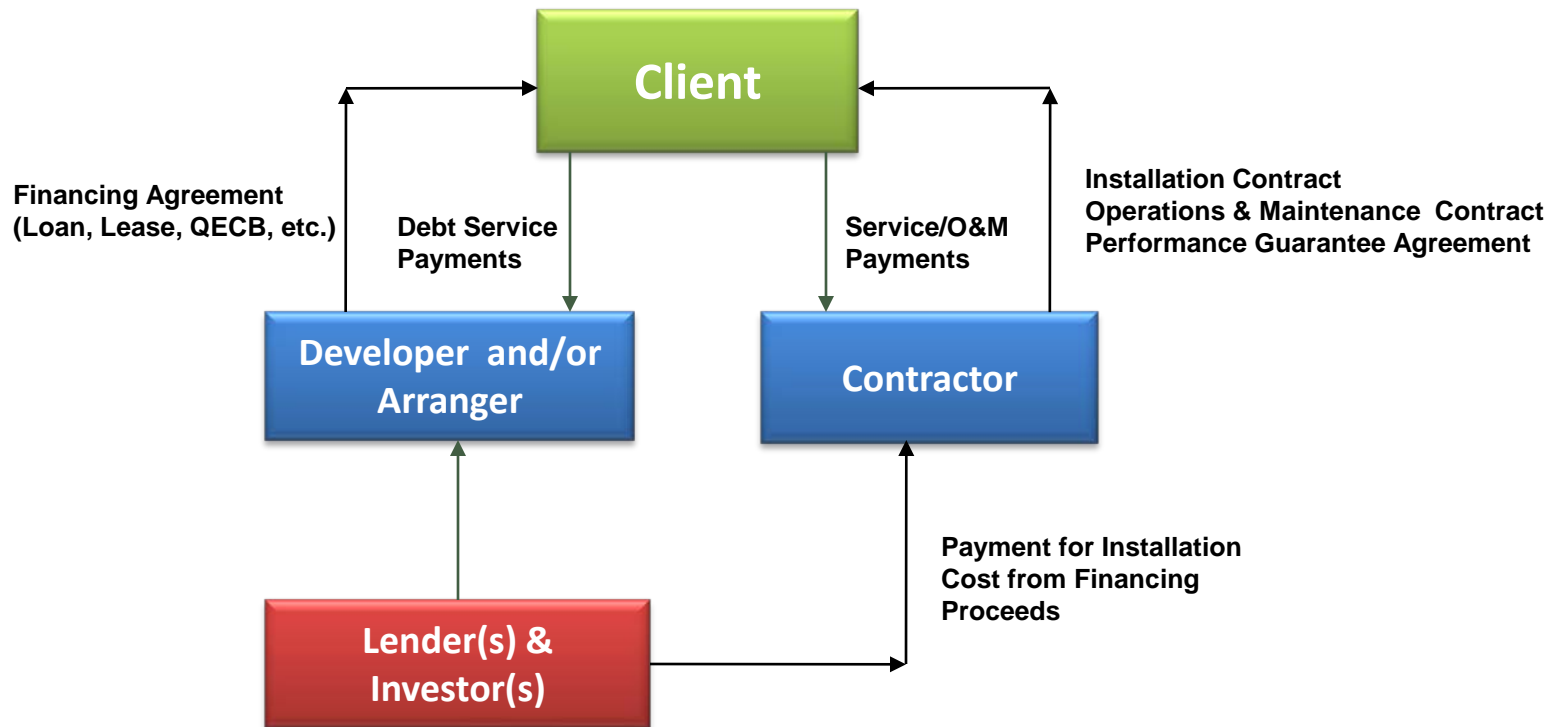 Client
Financing Agreement
(Loan, Lease, QECB, etc.)
Debt Service
Payments
Service/O&M
Payments
Installation Contract
Operations & Maintenance  Contract
Performance Guarantee Agreement
Developer  and/or
Arranger
Contractor
Payment for Installation
Cost from Financing
Proceeds
Lender(s) &
Investor(s)